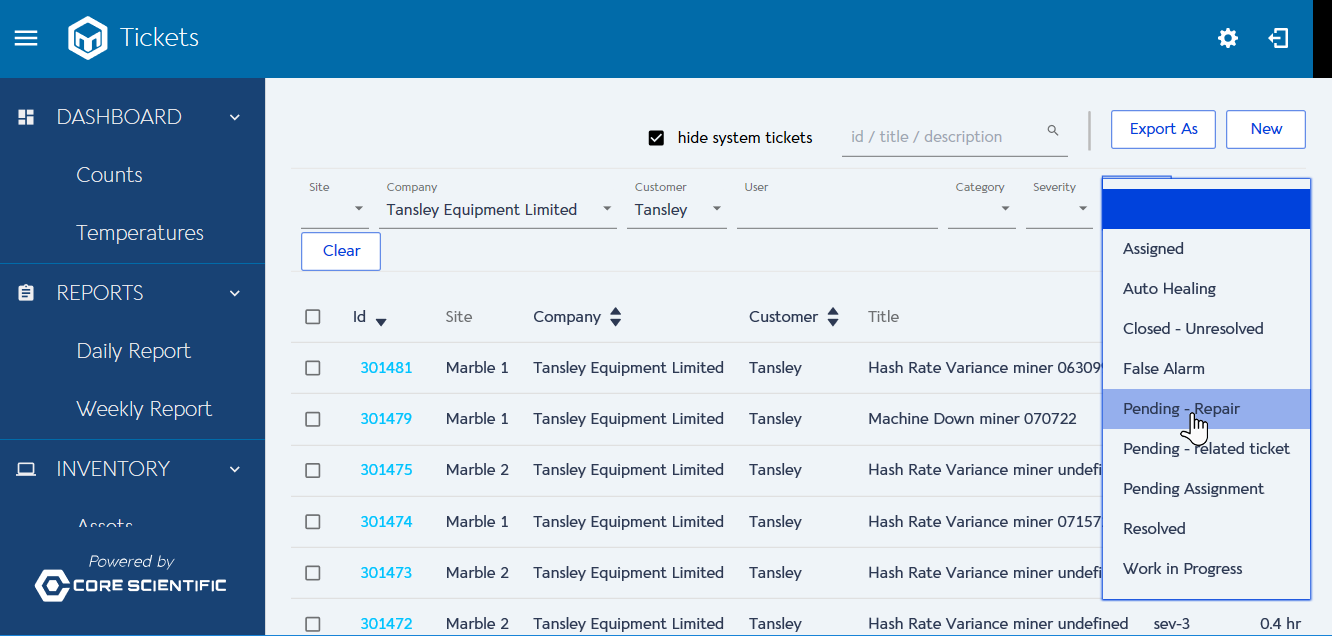 Tickets
DASHBOARD
Counts
Temperatures
REPORTS
Daily Report
Weekly Report
INVENTORY
Assets
Powered by
CORE SCIENTIFIC
hide system tickets
id / title / description
Export As
New
Site
Company
Customer
User
Category
Severity
Tansley Equipment Limited
Tansley
Clear
Assigned
Auto Healing
Closed - Unresolved
False Alarm
Pending - Repair
Pending - related ticket
Pending Assignment
Resolved
Work in Progress
Id Site Company Customer Title
301481 Marble 1 Tansley Equipment Limited Tansley Hash Rate Variance miner 06309
301479 Marble 1 Tansley Equipment Limited Tansley Machine Down miner 070722
301475 Marble 2 Tansley Equipment Limited Tansley Hash Rate Variance miner undefi
301474 Marble 1 Tansley Equipment Limited Tansley Hash Rate Variance miner 07157
301473 Marble 2 Tansley Equipment Limited Tansley Hash Rate Variance miner undefi
301472 Marble 2 Tansley Equipment Limited Tansley Hash Rate Variance miner undefined sev-3 0.4 hr